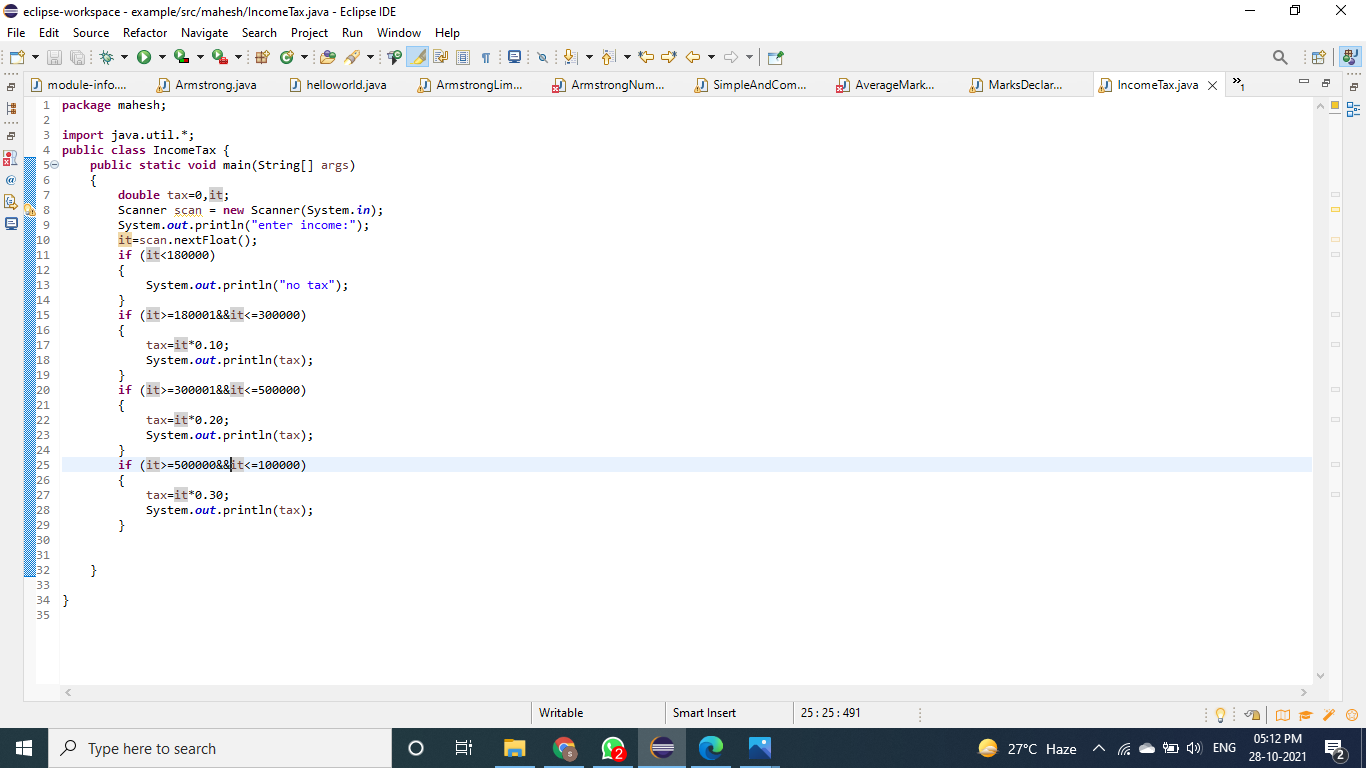 eclipse-workspace - example/src/mahesh/IncomeTax.java - Eclipse IDE
File Edit Source Refactor Navigate Search Project Run Window Help
module-info.... Armstrong.java helloworld.java ArmstrongLim... ArmstrongNum... SimpleAndCom... AverageMark... MarksDeclar... IncomeTax.java »1
1 package mahesh;
2
3 import java.util.*;
4 public class IncomeTax {
5 public static void main(String[] args)
6 {
7 double tax=0,it;
8 Scanner scan = new Scanner(System.in);
9 System.out.println("enter income:");
10 it=scan.nextFloat();
11 if (it<180000)
12 {
13 System.out.println("no tax");
14 }
15 if (it>=180001&&it<=300000)
16 {
17 tax=it*0.10;
18 System.out.println(tax);
19 }
20 if (it>=300001&&it<=500000)
21 {
22 tax=it*0.20;
23 System.out.println(tax);
24 }
25 if (it>=500000&&it<=100000)
26 {
27 tax=it*0.30;
28 System.out.println(tax);
29 }
30
31
32 }
33
34 }
35
Writable Smart Insert 25 : 25 : 491
Type here to search 2 27°C Haze ENG 05:12 PM 2
28-10-2021